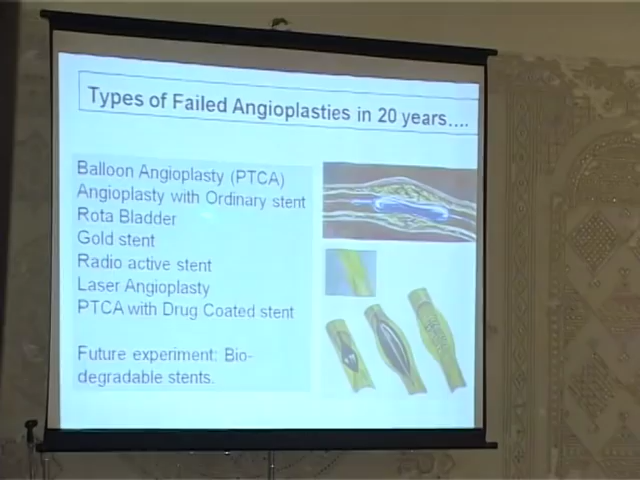 Types of Failed Angioplasties in 20 years....
Balloon Angioplasty (PTCA)
Angioplasty with Ordinary stent
Rota Bladder
Gold stent
Radio active stent
Laser Angioplasty
PTCA with Drug Coated stent
Future experiment: Bio-
degradable stents.